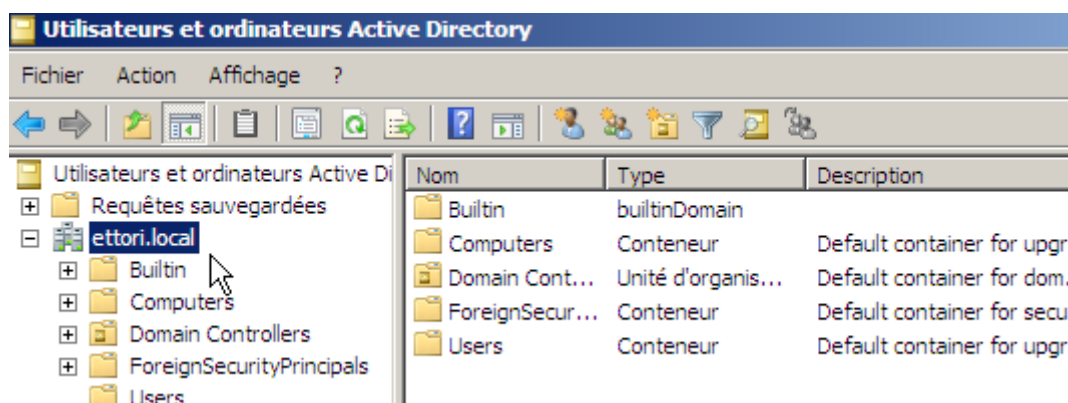 Utilisateurs et ordinateurs Active Directory
Fichier Action Affichage ?
Utilisateurs et ordinateurs Active Di
Requêtes sauvegardées
ettori.local
Builtin
Computers
Domain Controllers
ForeignSecurityPrincipals
Users
Nom Type Description
Builtin builtinDomain
Computers Conteneur Default container for upgr
Domain Cont... Unité d'organis... Default container for dom.
ForeignSecur... Conteneur Default container for secu
Users Conteneur Default container for upgr